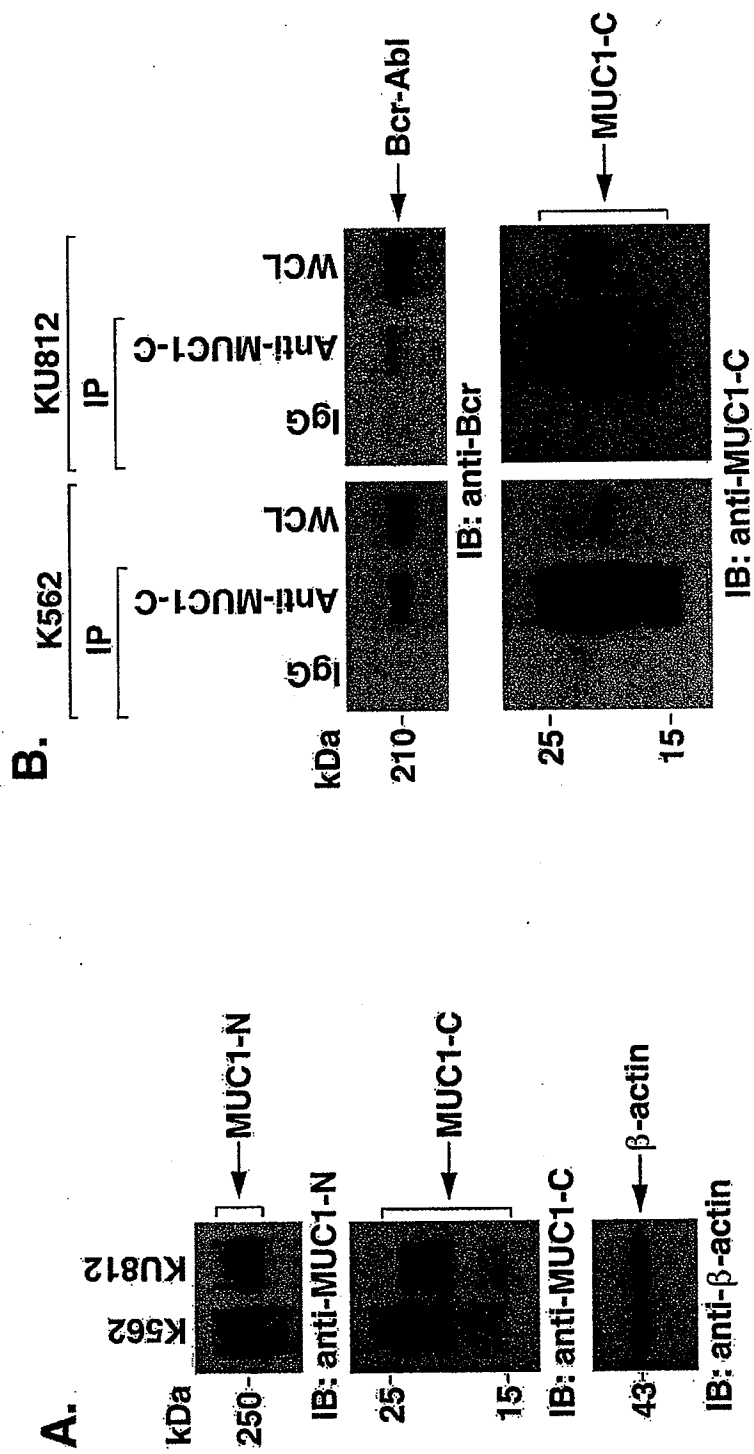 A.
K562 KU812
kDa
250-
MUC1-N
IB: anti-MUC1-N
25-
15-
MUC1-C
IB: anti-MUC1-C
43-
β-actin
IB: anti-β-actin
B.
K562 KU812
IP IP
IgG Anti-MUC1-C WCL IgG Anti-MUC1-C WCL
kDa
210-
Bcr-Abl
IB: anti-Bcr
25-
15-
MUC1-C
IB: anti-MUC1-C